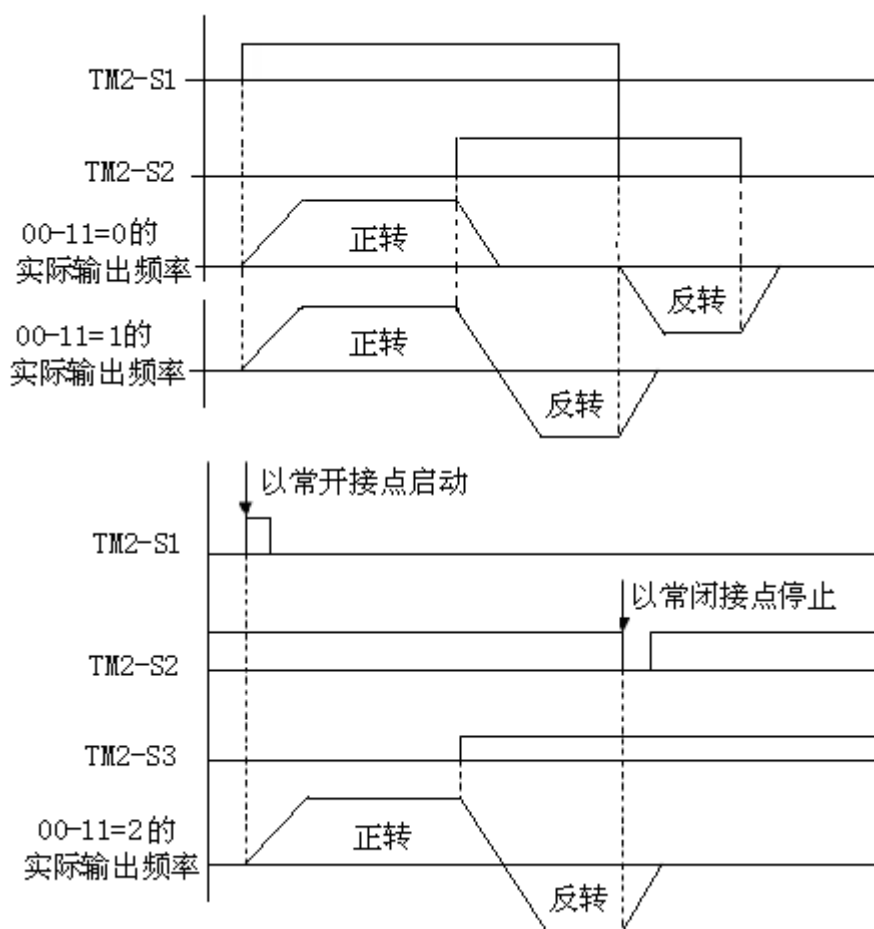 TM2-S1
TM2-S2
00-11=0的
实际输出频率
正转
反转
00-11=1的
实际输出频率
正转
反转
以常开接点启动
TM2-S1
以常闭接点停止
TM2-S2
TM2-S3
00-11=2的
实际输出频率
正转
反转